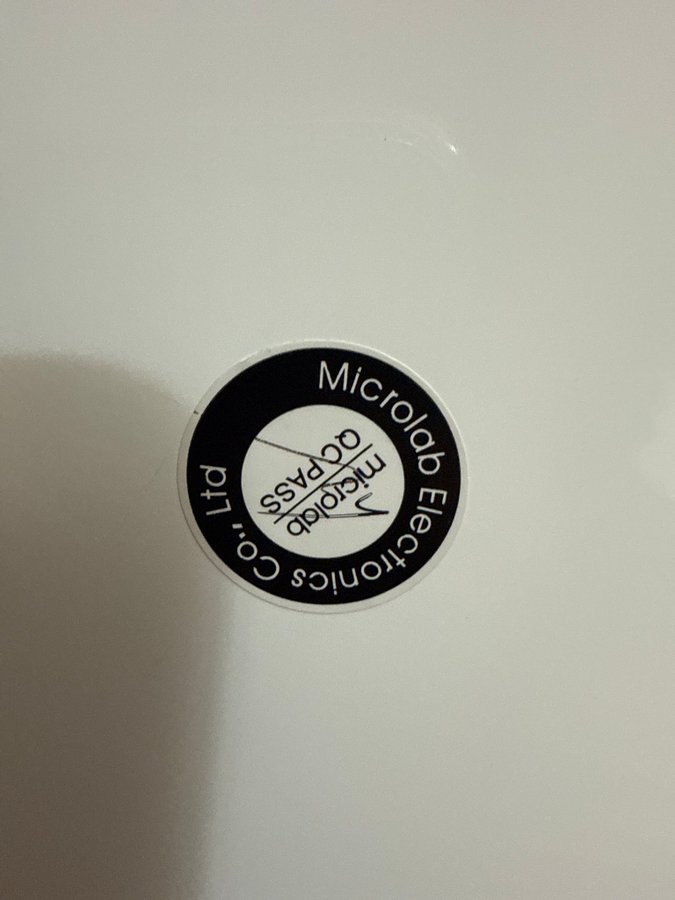 Microlab Electronics Co., Ltd
microlab
QC PASS